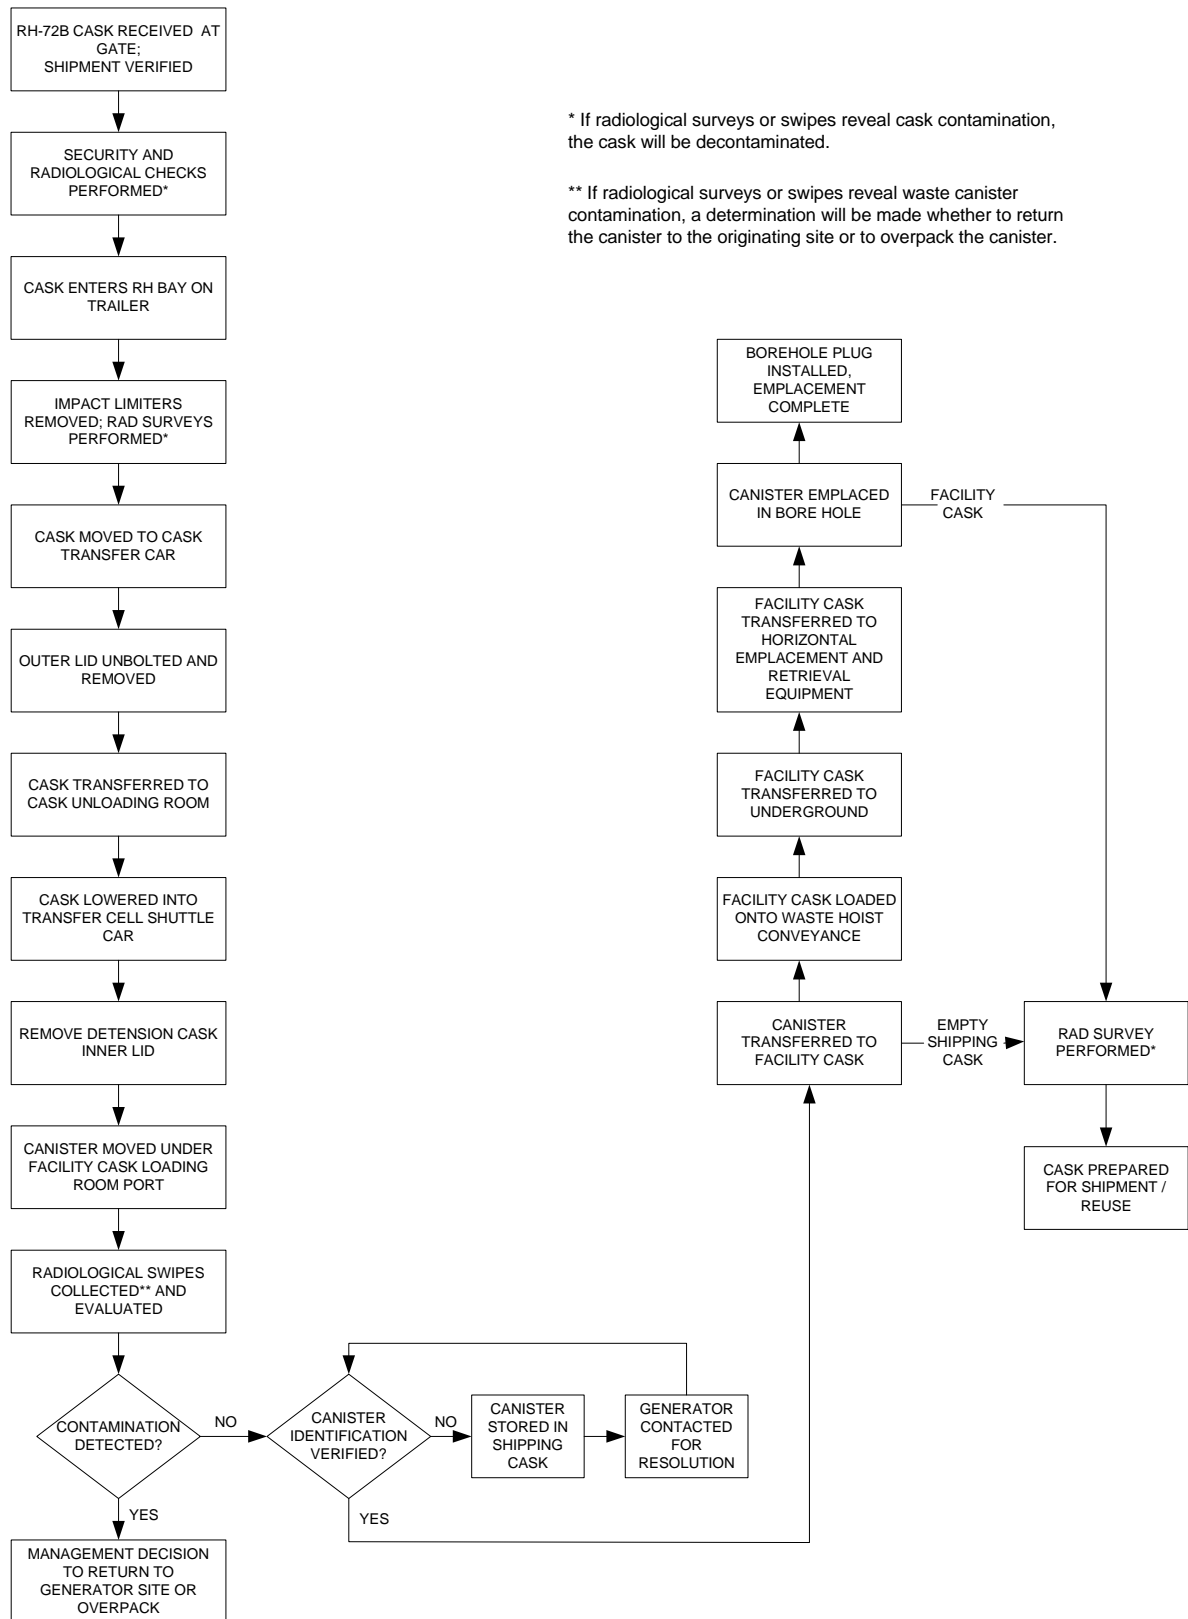 RH-72B CASK RECEIVED AT
GATE;
SHIPMENT VERIFIED
SECURITY AND
RADIOLOGICAL CHECKS
PERFORMED*
CASK ENTERS RH BAY ON
TRAILER
IMPACT LIMITERS
REMOVED; RAD SURVEYS
PERFORMED*
CASK MOVED TO CASK
TRANSFER CAR
OUTER LID UNBOLTED AND
REMOVED
CASK TRANSFERRED TO
CASK UNLOADING ROOM
CASK LOWERED INTO
TRANSFER CELL SHUTTLE
CAR
REMOVE DETENSION CASK
INNER LID
CANISTER MOVED UNDER
FACILITY CASK LOADING
ROOM PORT
RADIOLOGICAL SWIPES
COLLECTED** AND
EVALUATED
CONTAMINATION
DETECTED?
YES
MANAGEMENT DECISION
TO RETURN TO
GENERATOR SITE OR
OVERPACK
NO
CANISTER
IDENTIFICATION
VERIFIED?
NO
CANISTER
STORED IN
SHIPPING
CASK
GENERATOR
CONTACTED
FOR
RESOLUTION
YES
* If radiological surveys or swipes reveal cask contamination,
the cask will be decontaminated.
** If radiological surveys or swipes reveal waste canister
contamination, a determination will be made whether to return
the canister to the originating site or to overpack the canister.
BOREHOLE PLUG
INSTALLED,
EMPLACEMENT
COMPLETE
CANISTER EMPLACED
IN BORE HOLE
FACILITY
CASK
FACILITY CASK
TRANSFERRED TO
HORIZONTAL
EMPLACEMENT AND
RETRIEVAL
EQUIPMENT
FACILITY CASK
TRANSFERRED TO
UNDERGROUND
FACILITY CASK LOADED
ONTO WASTE HOIST
CONVEYANCE
CANISTER
TRANSFERRED TO
FACILITY CASK
EMPTY
SHIPPING
CASK
RAD SURVEY
PERFORMED*
CASK PREPARED
FOR SHIPMENT /
REUSE